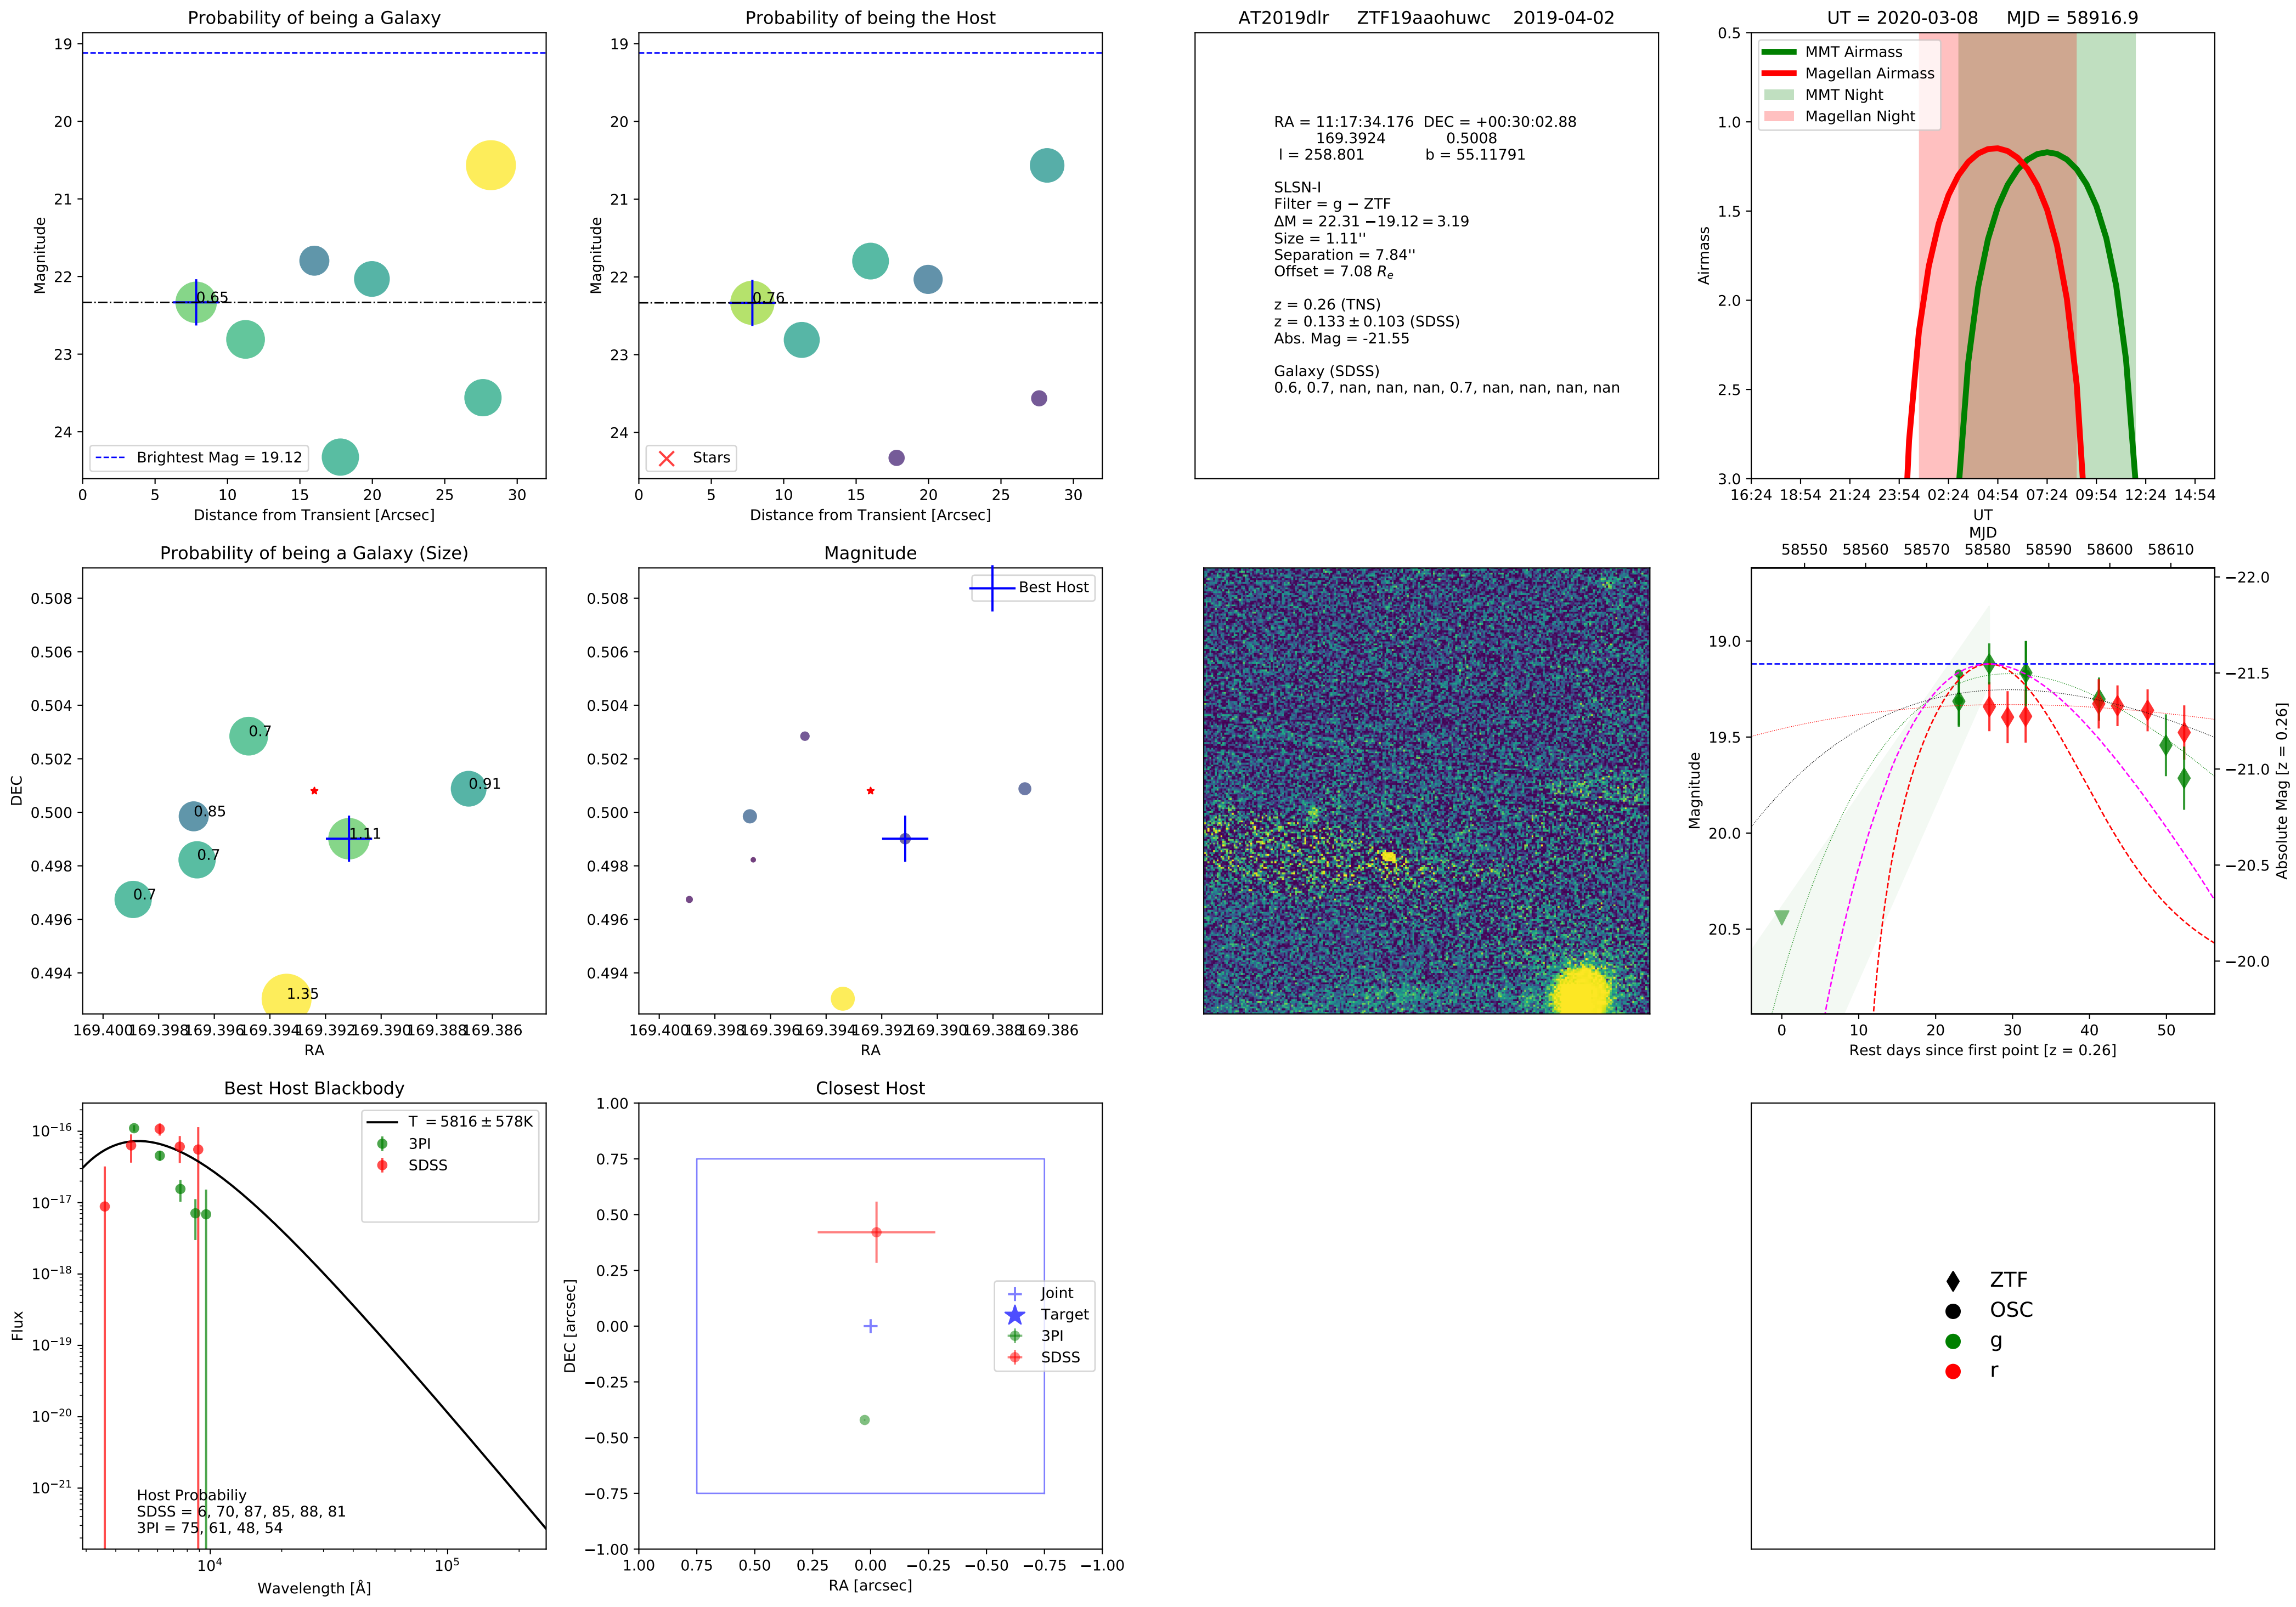 Probability of being a Galaxy
19
20
21
22
23
24
Magnitude
0.65
Brightest Mag = 19.12
0 5 10 15 20 25 30
Distance from Transient [Arcsec]
Probability of being the Host
19
20
21
22
23
24
Magnitude
0.76
Stars
0 5 10 15 20 25 30
Distance from Transient [Arcsec]
AT2019dlr ZTF19aaohuwc 2019-04-02
RA = 11:17:34.176 DEC = +00:30:02.88
169.3924 0.5008
l = 258.801 b = 55.11791
SLSN-I
Filter = g − ZTF
ΔM = 22.31 −19.12 = 3.19
Size = 1.11''
Separation = 7.84''
Offset = 7.08 Re
z = 0.26 (TNS)
z = 0.133 ± 0.103 (SDSS)
Abs. Mag = -21.55
Galaxy (SDSS)
0.6, 0.7, nan, nan, nan, 0.7, nan, nan, nan, nan
UT = 2020-03-08 MJD = 58916.9
0.5
1.0
1.5
2.0
2.5
3.0
Airmass
MMT Airmass
Magellan Airmass
MMT Night
Magellan Night
16:24 18:54 21:24 23:54 02:24 04:54 07:24 09:54 12:24 14:54
UT
Probability of being a Galaxy (Size)
0.508
0.506
0.504
0.502
0.500
0.498
0.496
0.494
DEC
0.7
0.91
0.85
1.11
0.7
0.7
1.35
169.400 169.398 169.396 169.394 169.392 169.390 169.388 169.386
RA
Magnitude
0.508
0.506
0.504
0.502
0.500
0.498
0.496
0.494
Best Host
169.400 169.398 169.396 169.394 169.392 169.390 169.388 169.386
RA
MJD
58550 58560 58570 58580 58590 58600 58610
19.0
19.5
20.0
20.5
Magnitude
−22.0
−21.5
−21.0
−20.5
−20.0
Absolute Mag [z = 0.26]
0 10 20 30 40 50
Rest days since first point [z = 0.26]
Best Host Blackbody
10−16
10−17
10−18
10−19
10−20
10−21
Flux
T = 5816 ± 578K
3PI
SDSS
Host Probabiliy
SDSS = 6, 70, 87, 85, 88, 81
3PI = 75, 61, 48, 54
10^4 10^5
Wavelength [Å]
Closest Host
1.00
0.75
0.50
0.25
0.00
−0.25
−0.50
−0.75
−1.00
DEC [arcsec]
Joint
Target
3PI
SDSS
1.00 0.75 0.50 0.25 0.00 −0.25 −0.50 −0.75 −1.00
RA [arcsec]
ZTF
OSC
g
r